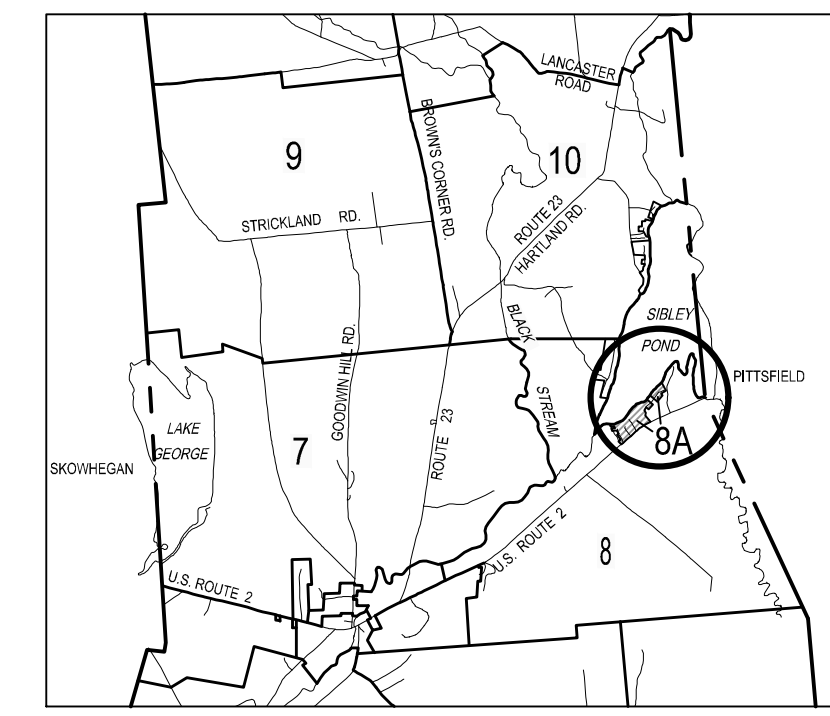 LANCASTER
ROAD
BROWN'S CORNER RD.
9
10
STRICKLAND RD.
ROUTE 23
HARTLAND RD.
BLACK
STREAM
SIBLEY
POND
PITTSFIELD
GOODWIN HILL RD.
ROUTE 23
LAKE
GEORGE
7
8A
SKOWHEGAN
U.S. ROUTE 2
8
U.S. ROUTE 2